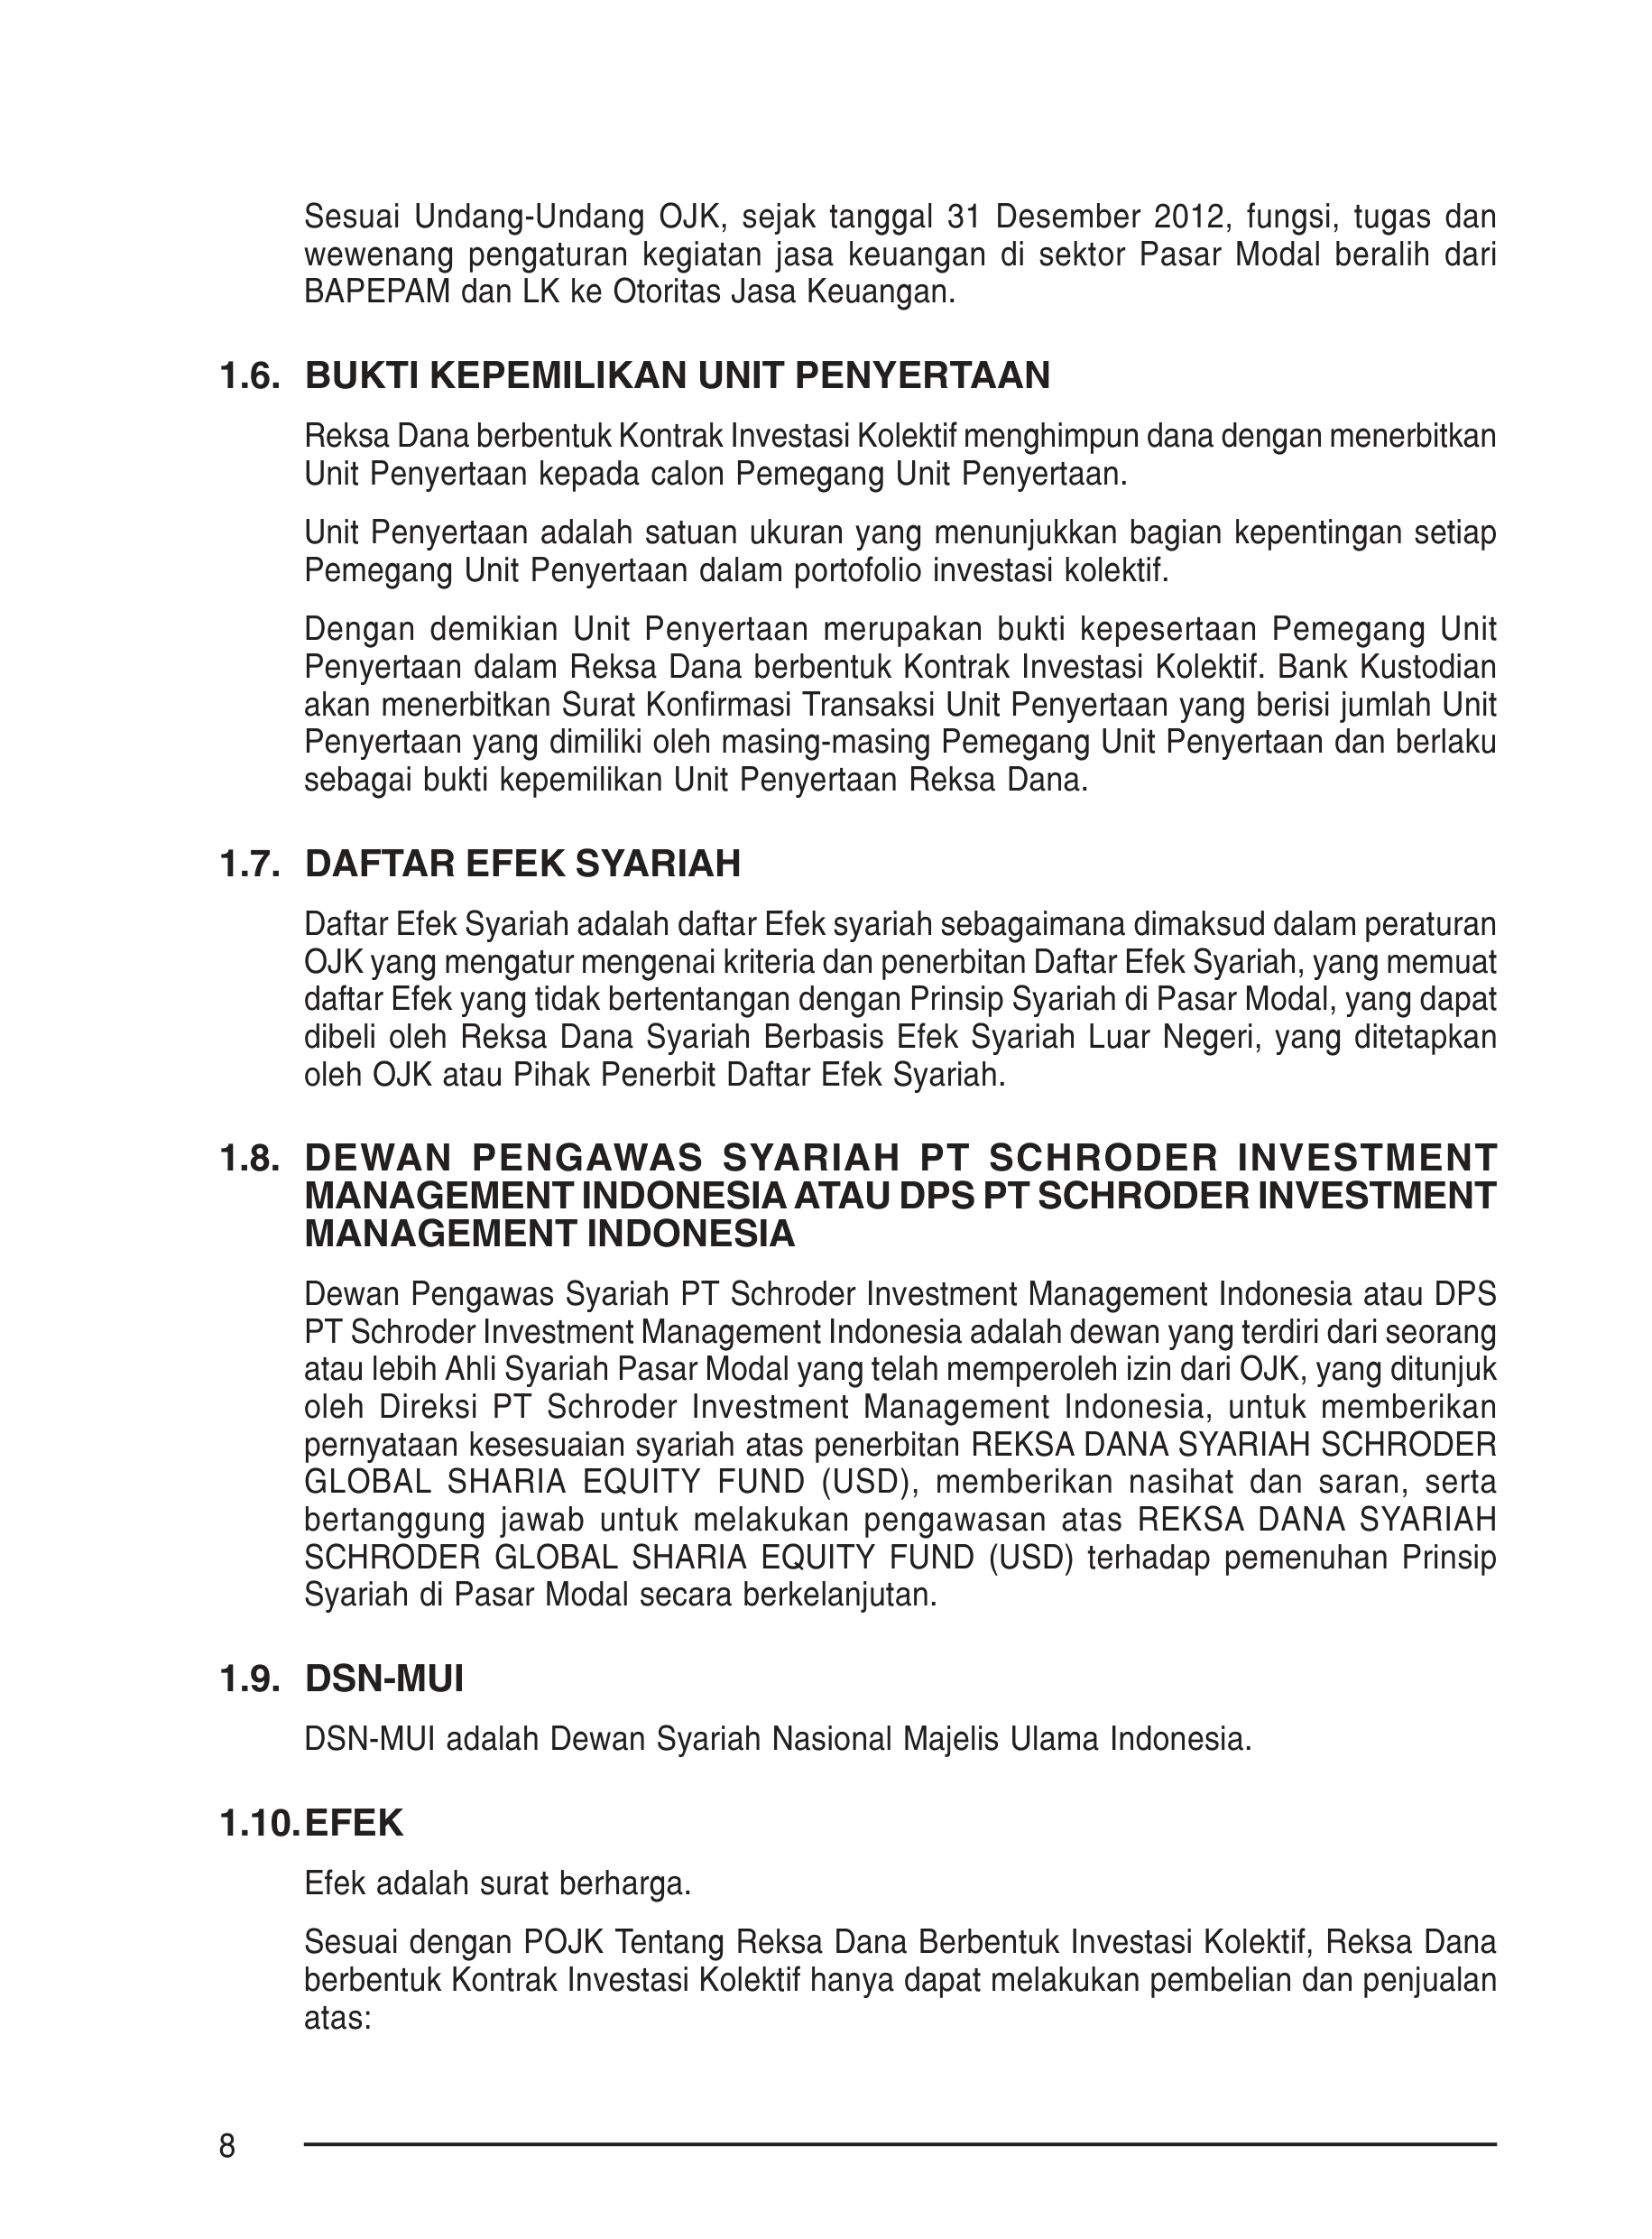 Sesuai Undang-Undang OJK, sejak tanggal 31 Desember 2012, fungsi, tugas dan
wewenang pengaturan kegiatan jasa keuangan di sektor Pasar Modal beralih dari
BAPEPAM dan LK ke Otoritas Jasa Keuangan.
1.6. BUKTI KEPEMILIKAN UNIT PENYERTAAN
Reksa Dana berbentuk Kontrak Investasi Kolektif menghimpun dana dengan menerbitkan
Unit Penyertaan kepada calon Pemegang Unit Penyertaan.
Unit Penyertaan adalah satuan ukuran yang menunjukkan bagian kepentingan setiap
Pemegang Unit Penyertaan dalam portofolio investasi kolektif.
Dengan demikian Unit Penyertaan merupakan bukti kepesertaan Pemegang Unit
Penyertaan dalam Reksa Dana berbentuk Kontrak Investasi Kolektif. Bank Kustodian
akan menerbitkan Surat Konfirmasi Transaksi Unit Penyertaan yang berisi jumlah Unit
Penyertaan yang dimiliki oleh masing-masing Pemegang Unit Penyertaan dan berlaku
sebagai bukti kepemilikan Unit Penyertaan Reksa Dana.
1.7. DAFTAR EFEK SYARIAH
Daftar Efek Syariah adalah daftar Efek syariah sebagaimana dimaksud dalam peraturan
OJK yang mengatur mengenai kriteria dan penerbitan Daftar Efek Syariah, yang memuat
daftar Efek yang tidak bertentangan dengan Prinsip Syariah di Pasar Modal, yang dapat
dibeli oleh Reksa Dana Syariah Berbasis Efek Syariah Luar Negeri, yang ditetapkan
oleh OJK atau Pihak Penerbit Daftar Efek Syariah.
1.8. DEWAN PENGAWAS SYARIAH PT SCHRODER INVESTMENT
MANAGEMENT INDONESIA ATAU DPS PT SCHRODER INVESTMENT
MANAGEMENT INDONESIA
Dewan Pengawas Syariah PT Schroder Investment Management Indonesia atau DPS
PT Schroder Investment Management Indonesia adalah dewan yang terdiri dari seorang
atau lebih Ahli Syariah Pasar Modal yang telah memperoleh izin dari OJK, yang ditunjuk
oleh Direksi PT Schroder Investment Management Indonesia, untuk memberikan
pernyataan kesesuaian syariah atas penerbitan REKSA DANA SYARIAH SCHRODER
GLOBAL SHARIA EQUITY FUND (USD), memberikan nasihat dan saran, serta
bertanggung jawab untuk melakukan pengawasan atas REKSA DANA SYARIAH
SCHRODER GLOBAL SHARIA EQUITY FUND (USD) terhadap pemenuhan Prinsip
Syariah di Pasar Modal secara berkelanjutan.
1.9. DSN-MUI
DSN-MUI adalah Dewan Syariah Nasional Majelis Ulama Indonesia.
1.10. EFEK
Efek adalah surat berharga.
Sesuai dengan POJK Tentang Reksa Dana Berbentuk Investasi Kolektif, Reksa Dana
berbentuk Kontrak Investasi Kolektif hanya dapat melakukan pembelian dan penjualan
atas:
8